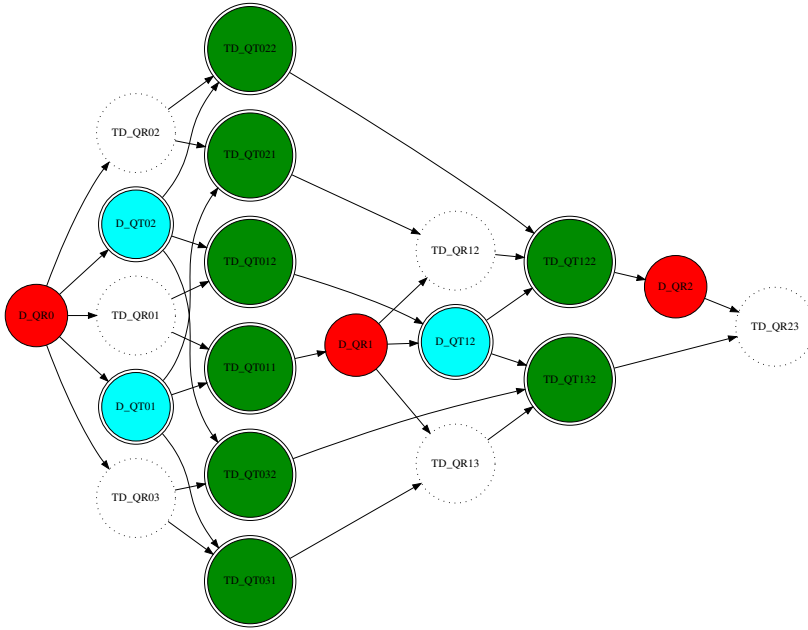 TD_QT022
TD_QR02
TD_QT021
D_QT02
TD_QR12
TD_QT012
TD_QT122
D_QR2
D_QR0
TD_QR01
TD_QR23
D_QR1
D_QT12
TD_QT011
TD_QT132
D_QT01
TD_QR13
TD_QT032
TD_QR03
TD_QT031